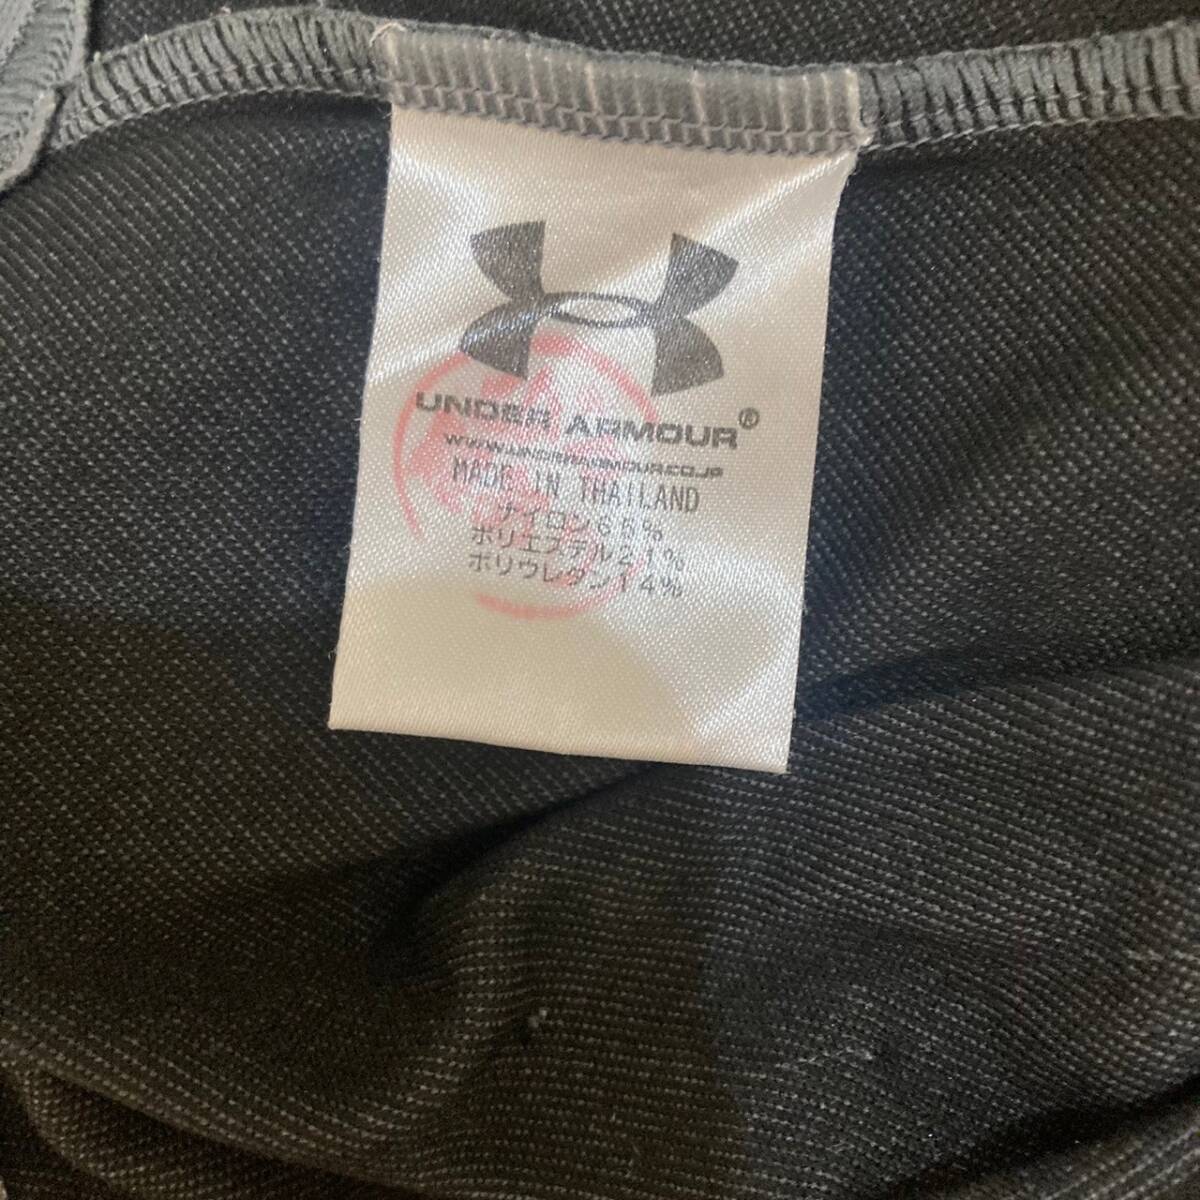 UNDER ARMOUR®
WWW.UNDERARMOUR.CO.JP
MADE IN THAILAND
ナイロン65%
ポリエステル21%
ポリウレタン14%